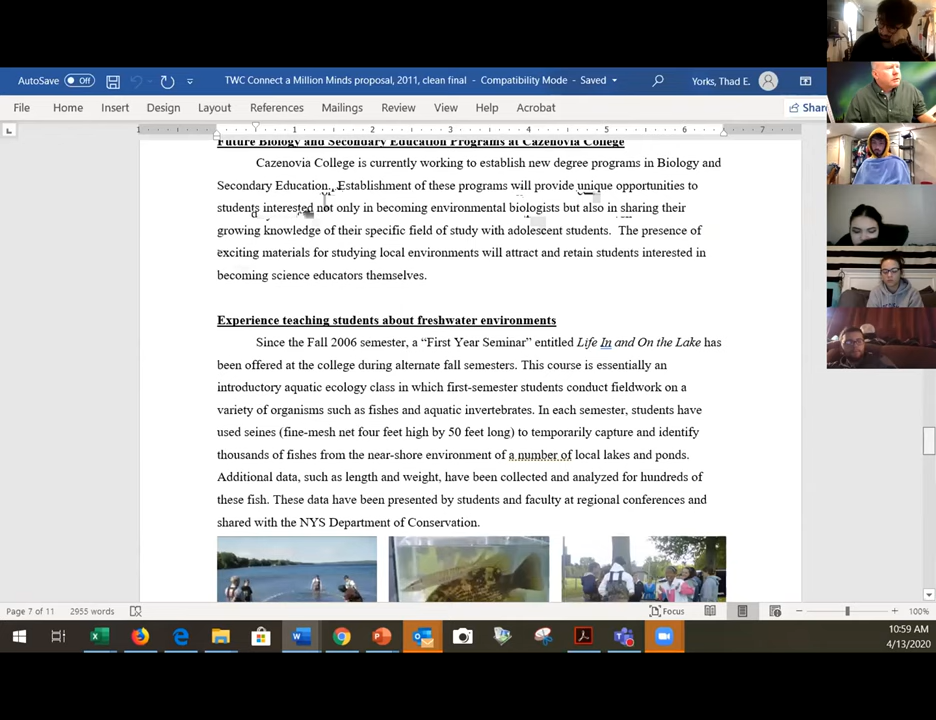 AutoSave Off
TWC Connect a Million Minds proposal, 2011, clean final - Compatibility Mode - Saved
Yorks, Thad E.
File Home Insert Design Layout References Mailings Review View Help Acrobat Shar
1 1 2 3 4 5 6 7
Future Biology and Secondary Education Programs at Cazenovia College
Cazenovia College is currently working to establish new degree programs in Biology and
Secondary Education. Establishment of these programs will provide unique opportunities to
students interested not only in becoming environmental biologists but also in sharing their
growing knowledge of their specific field of study with adolescent students. The presence of
exciting materials for studying local environments will attract and retain students interested in
becoming science educators themselves.
Experience teaching students about freshwater environments
Since the Fall 2006 semester, a “First Year Seminar” entitled Life In and On the Lake has
been offered at the college during alternate fall semesters. This course is essentially an
introductory aquatic ecology class in which first-semester students conduct fieldwork on a
variety of organisms such as fishes and aquatic invertebrates. In each semester, students have
used seines (fine-mesh net four feet high by 50 feet long) to temporarily capture and identify
thousands of fishes from the near-shore environment of a number of local lakes and ponds.
Additional data, such as length and weight, have been collected and analyzed for hundreds of
these fish. These data have been presented by students and faculty at regional conferences and
shared with the NYS Department of Conservation.
Page 7 of 11 2955 words Focus 100%
10:59 AM
4/13/2020